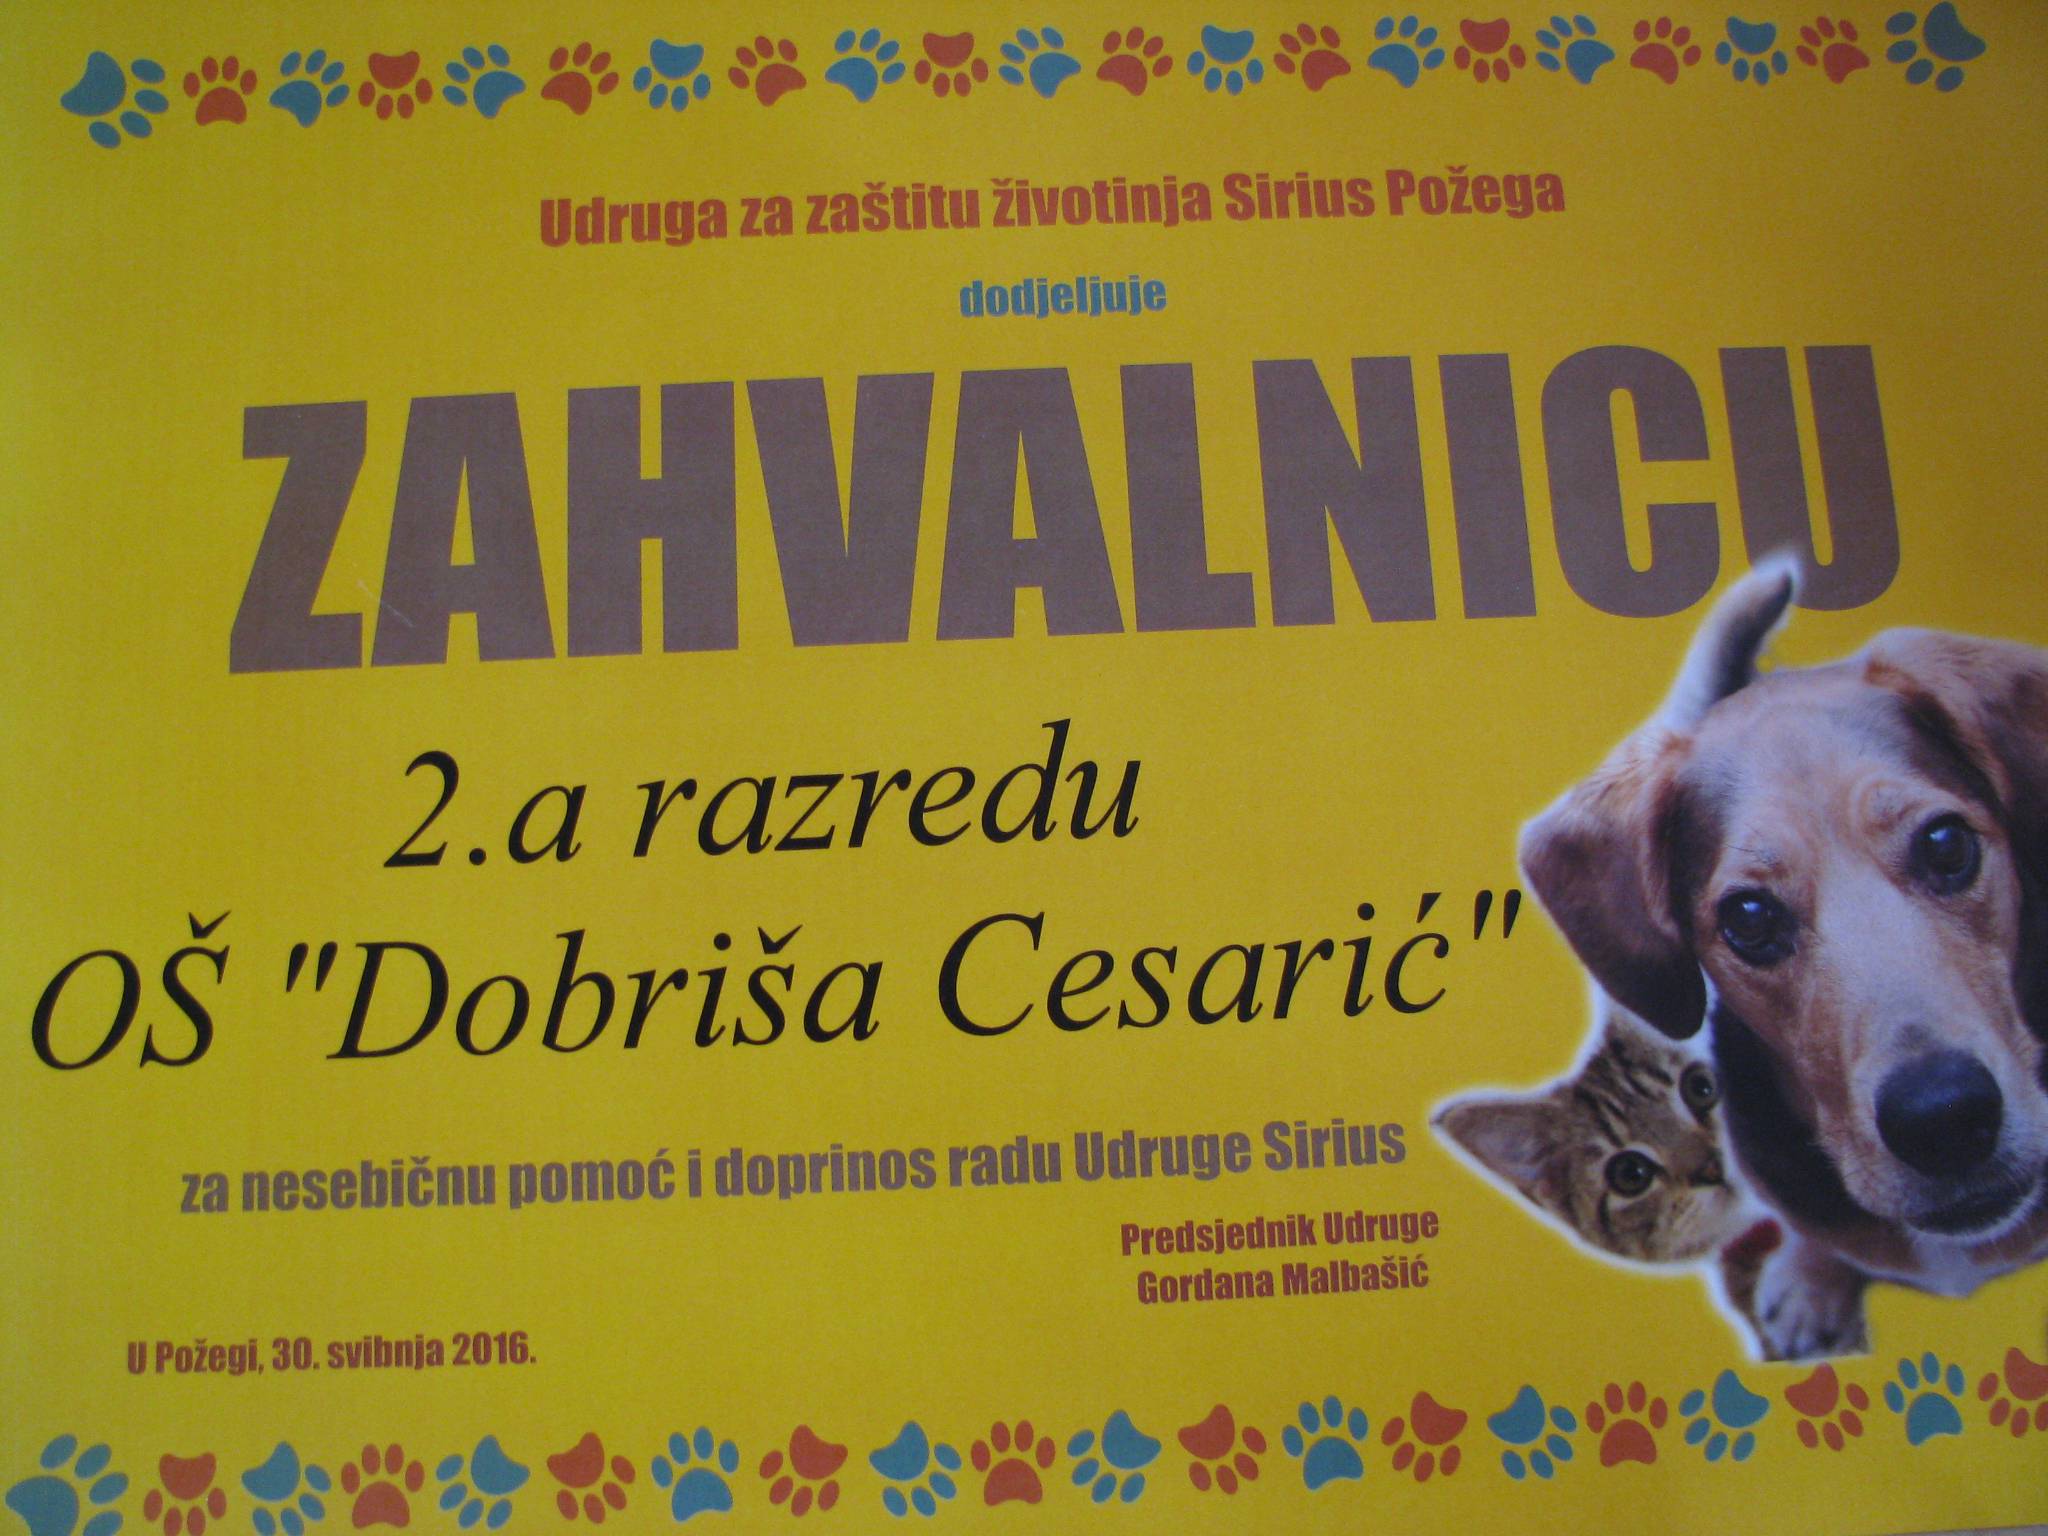 Udruga za zaštitu životinja Sirius Požega
dodjeljuje
ZAHVALNICU
2.a razredu
OŠ "Dobriša Cesarić"
za nesebičnu pomoć i doprinos radu Udruge Sirius
Predsjednik Udruge
Gordana Malbašić
U Požegi, 30. svibnja 2016.